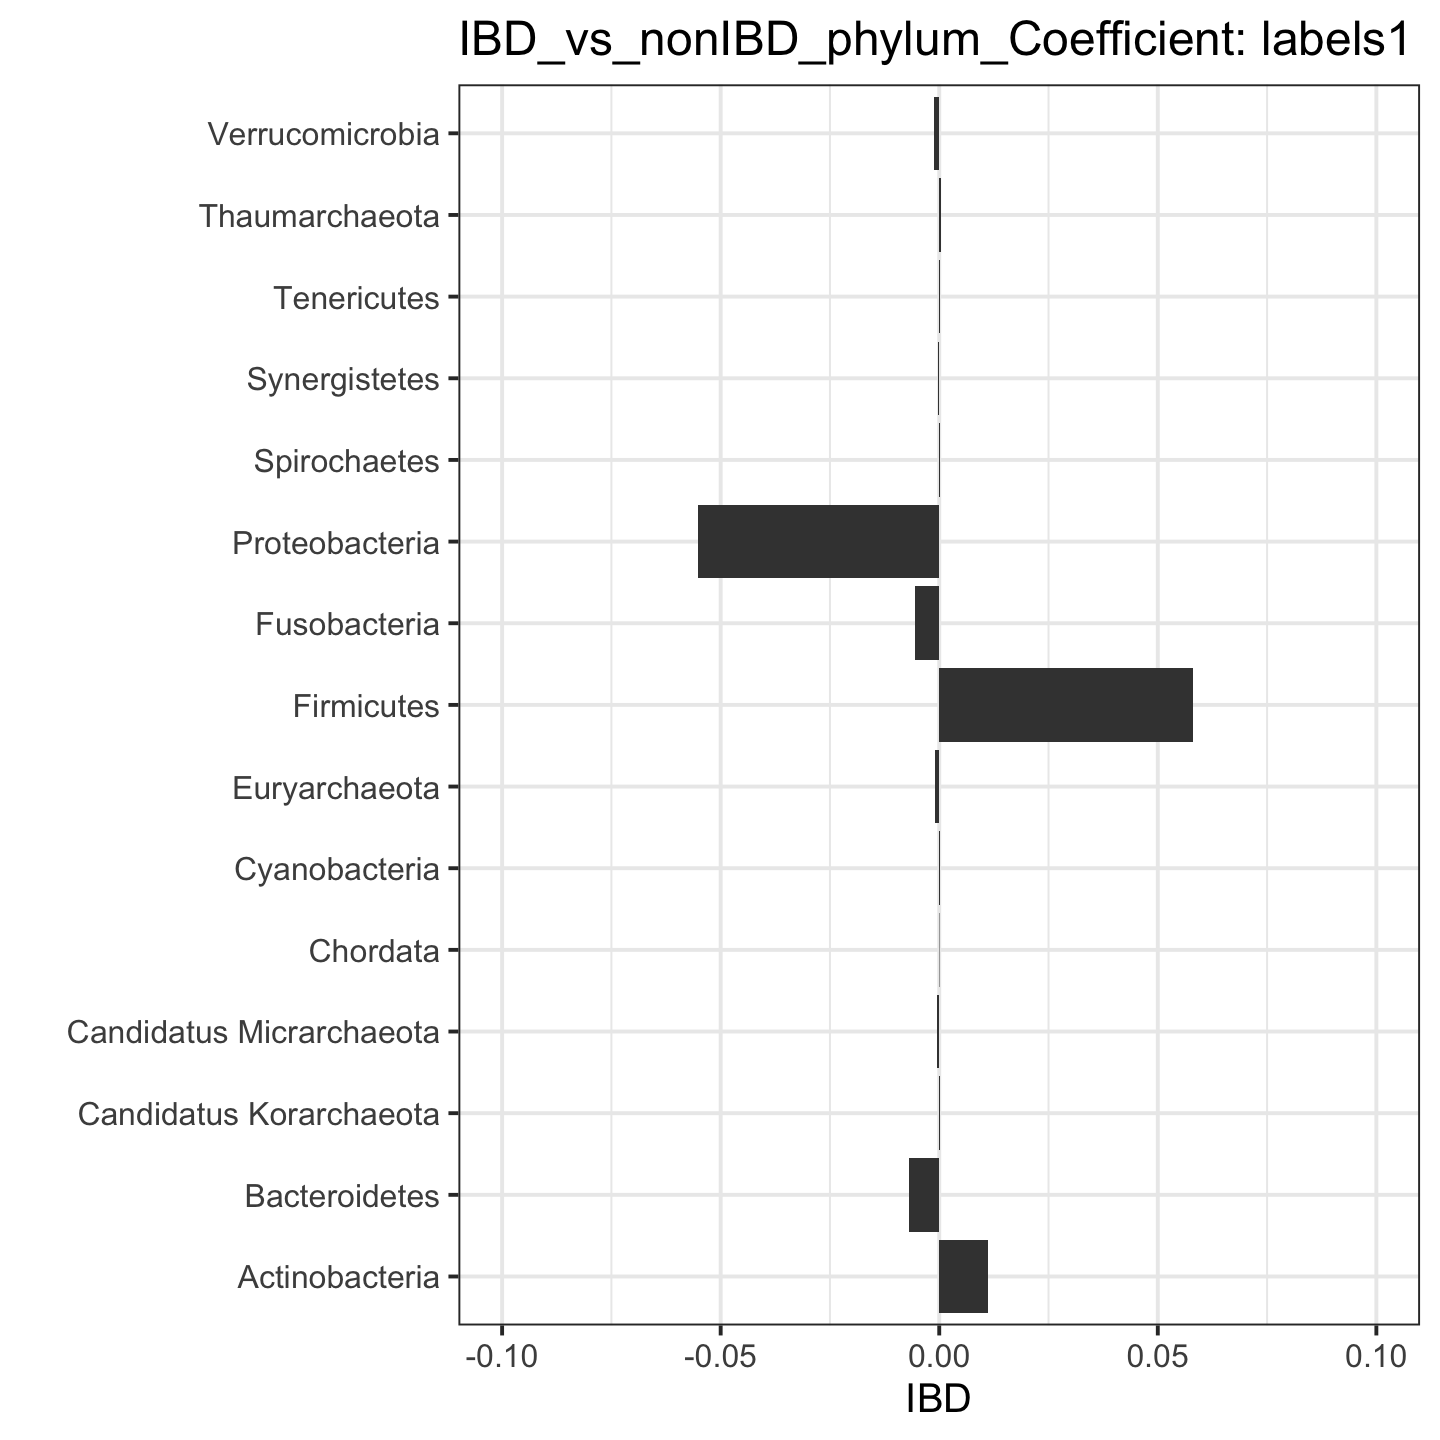 IBD_vs_nonIBD_phylum_Coefficient: labels1
Verrucomicrobia
Thaumarchaeota
Tenericutes
Synergistetes
Spirochaetes
Proteobacteria
Fusobacteria
Firmicutes
Euryarchaeota
Cyanobacteria
Chordata
Candidatus Micrarchaeota
Candidatus Korarchaeota
Bacteroidetes
Actinobacteria
-0.10 -0.05 0.00 0.05 0.10
IBD